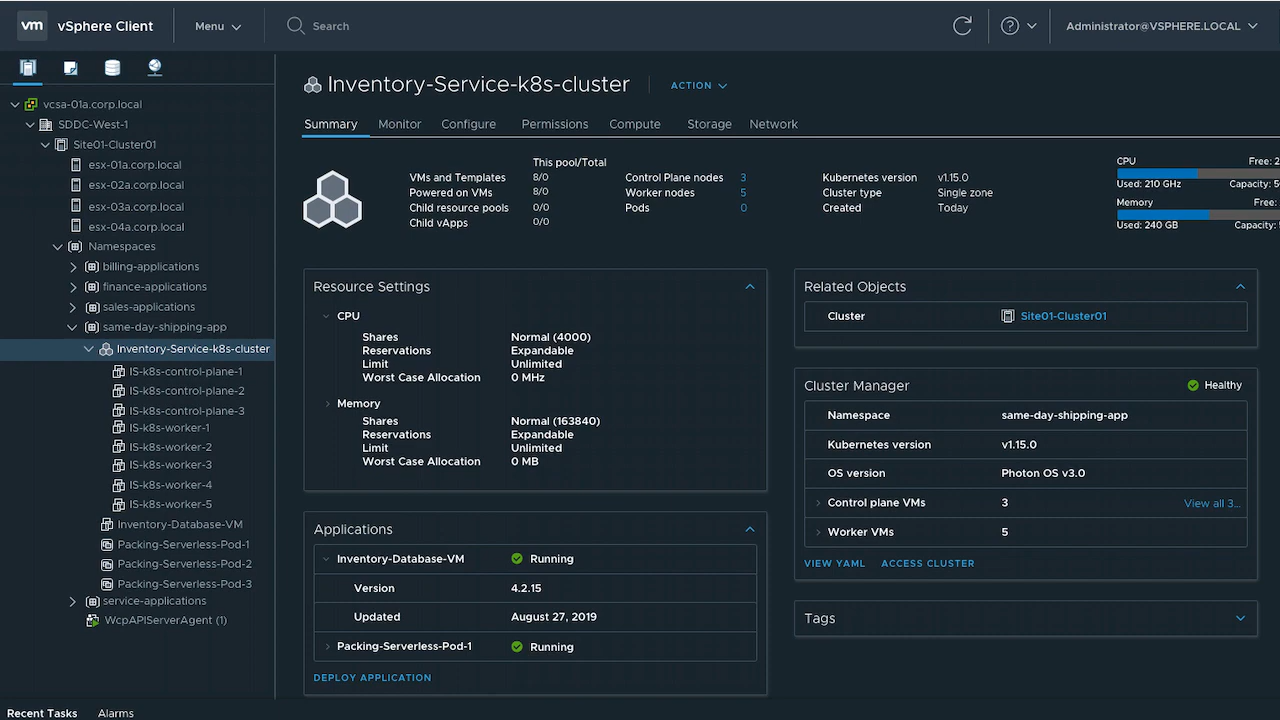 vm vSphere Client Menu Search Administrator@VSPHERE.LOCAL
vcsa-01a.corp.local
SDDC-West-1
Site01-Cluster01
esx-01a.corp.local
esx-02a.corp.local
esx-03a.corp.local
esx-04a.corp.local
Namespaces
billing-applications
finance-applications
sales-applications
same-day-shipping-app
Inventory-Service-k8s-cluster
IS-k8s-control-plane-1
IS-k8s-control-plane-2
IS-k8s-control-plane-3
IS-k8s-worker-1
IS-k8s-worker-2
IS-k8s-worker-3
IS-k8s-worker-4
IS-k8s-worker-5
Inventory-Database-VM
Packing-Serverless-Pod-1
Packing-Serverless-Pod-2
Packing-Serverless-Pod-3
service-applications
WcpAPIServerAgent (1)
Inventory-Service-k8s-cluster ACTION
Summary Monitor Configure Permissions Compute Storage Network
This pool/Total
VMs and Templates 8/0
Powered on VMs 8/0
Child resource pools 0/0
Child vApps 0/0
Control Plane nodes 3
Worker nodes 5
Pods 0
Kubernetes version v1.15.0
Cluster type Single zone
Created Today
CPU Free: 2
Used: 210 GHz Capacity: 5
Memory Free:
Used: 240 GB Capacity:
Resource Settings
CPU
Shares Normal (4000)
Reservations Expandable
Limit Unlimited
Worst Case Allocation 0 MHz
Memory
Shares Normal (163840)
Reservations Expandable
Limit Unlimited
Worst Case Allocation 0 MB
Applications
Inventory-Database-VM Running
Version 4.2.15
Updated August 27, 2019
Packing-Serverless-Pod-1 Running
DEPLOY APPLICATION
Related Objects
Cluster Site01-Cluster01
Cluster Manager Healthy
Namespace same-day-shipping-app
Kubernetes version v1.15.0
OS version Photon OS v3.0
Control plane VMs 3 View all 3...
Worker VMs 5
VIEW YAML ACCESS CLUSTER
Tags
Recent Tasks Alarms